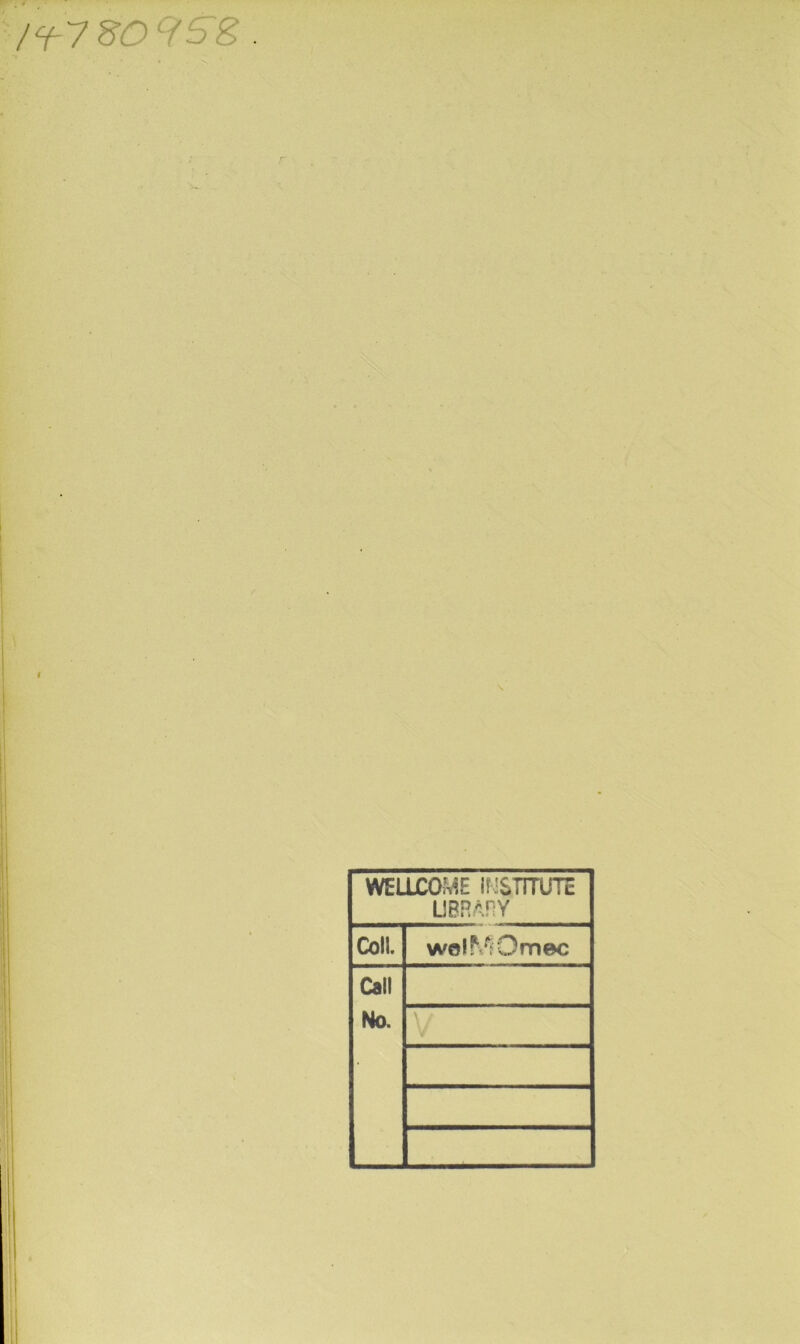 14780958.
WELLCOME INSTITUTE
LIBRARY
Coll. welMOmec
Call
No.